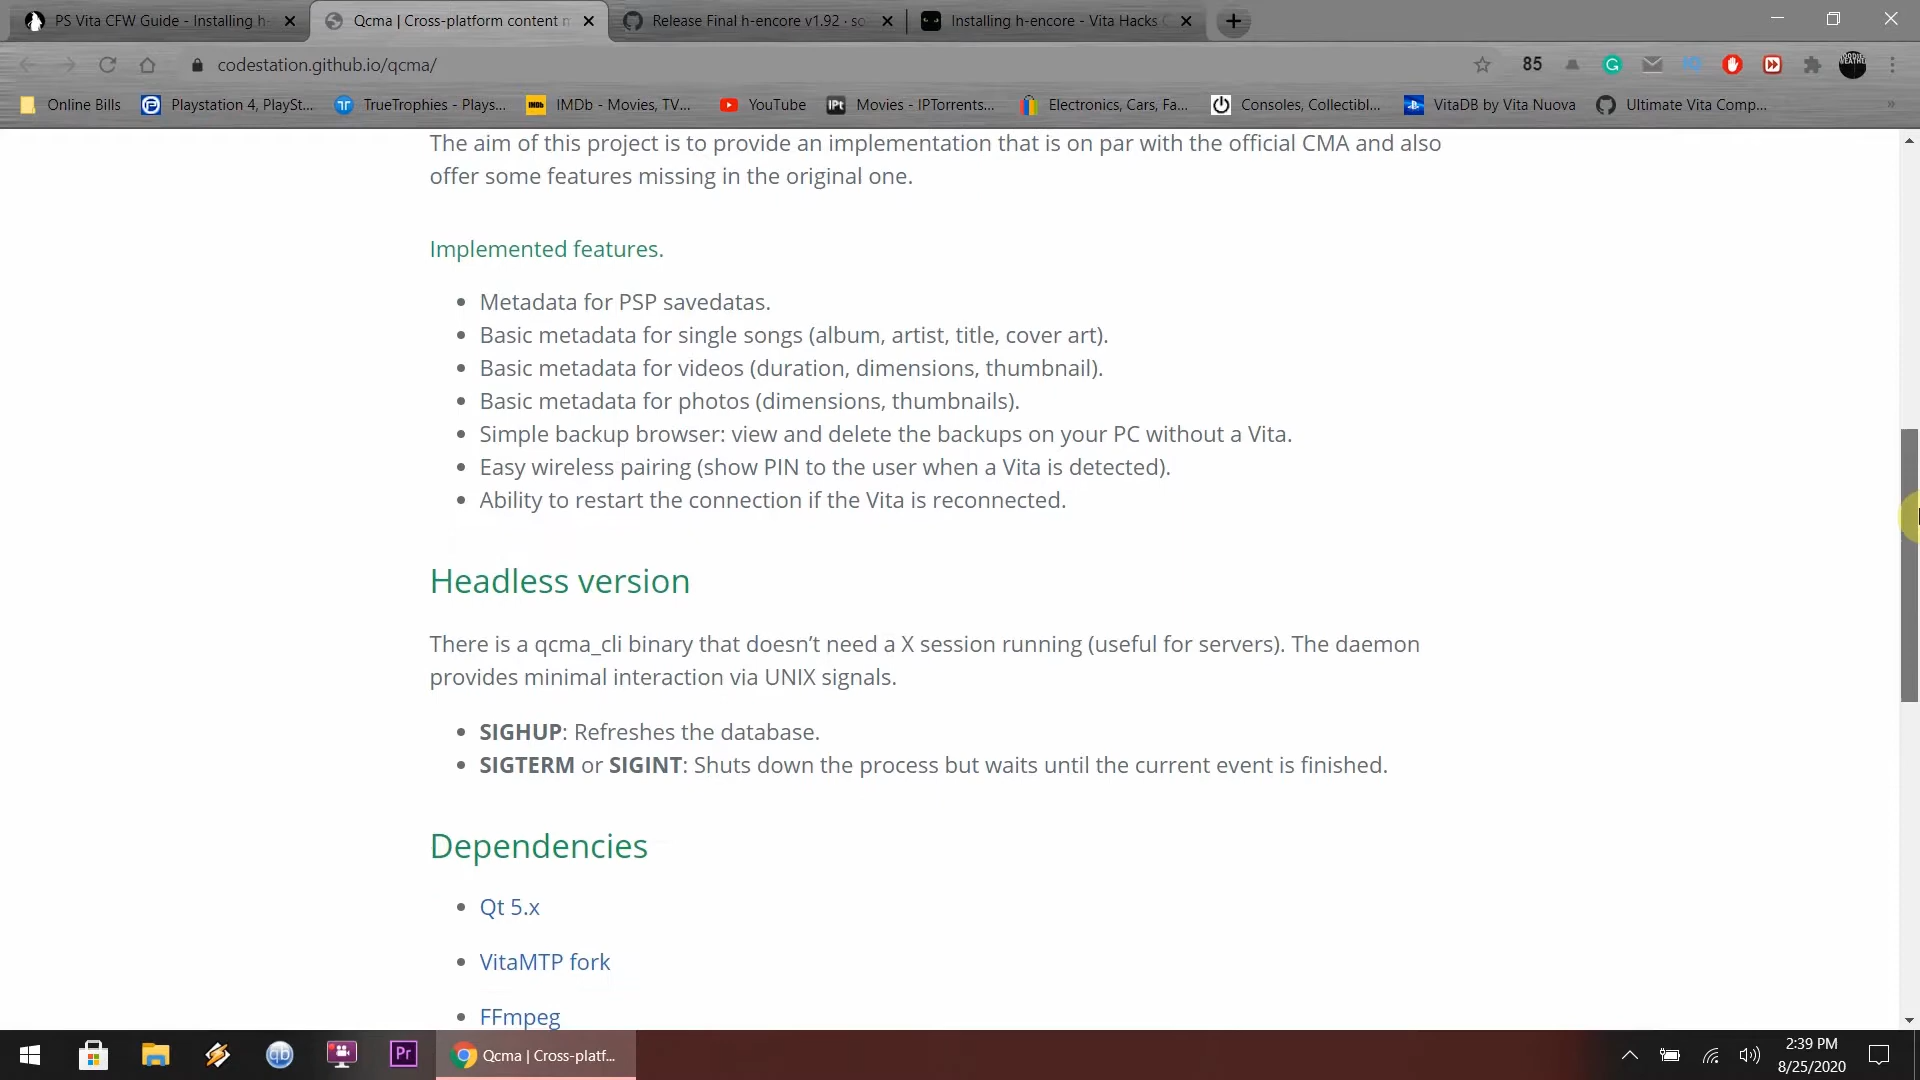 PS Vita CFW Guide - Installing h-
Qcma | Cross-platform content m
Release Final h-encore v1.92 · so
Installing h-encore - Vita Hacks
codestation.github.io/qcma/
85
Online Bills
Playstation 4, PlaySt...
TrueTrophies - Plays...
IMDb
IMDb - Movies, TV...
YouTube
IPt
Movies - IPTorrents...
Electronics, Cars, Fa...
Consoles, Collectibl...
VitaDB by Vita Nuova
Ultimate Vita Comp...
The aim of this project is to provide an implementation that is on par with the official CMA and also
offer some features missing in the original one.
Implemented features.
Metadata for PSP savedatas.
Basic metadata for single songs (album, artist, title, cover art).
Basic metadata for videos (duration, dimensions, thumbnail).
Basic metadata for photos (dimensions, thumbnails).
Simple backup browser: view and delete the backups on your PC without a Vita.
Easy wireless pairing (show PIN to the user when a Vita is detected).
Ability to restart the connection if the Vita is reconnected.
Headless version
There is a qcma_cli binary that doesn’t need a X session running (useful for servers). The daemon
provides minimal interaction via UNIX signals.
SIGHUP: Refreshes the database.
SIGTERM or SIGINT: Shuts down the process but waits until the current event is finished.
Dependencies
Qt 5.x
VitaMTP fork
FFmpeg
qb
Pr
Qcma | Cross-platf...
2:39 PM
8/25/2020